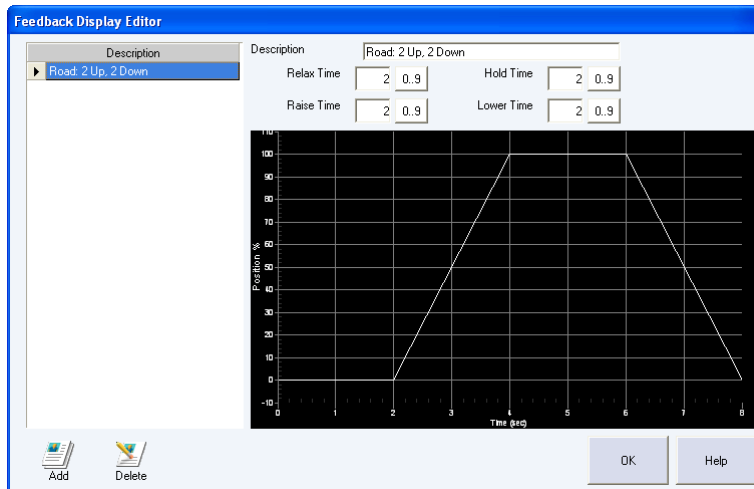 Feedback Display Editor
Description
Road: 2 Up, 2 Down
Description Road: 2 Up, 2 Down
Relax Time 2 0..9 Hold Time 2 0..9
Raise Time 2 0..9 Lower Time 2 0..9
110
100
90
80
70
60
50
40
30
20
10
0
-10
Position %
0 1 2 3 4 5 6 7 8
Time (sec)
Add Delete
OK Help